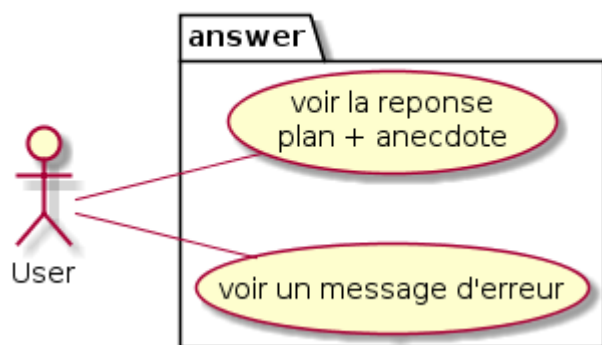 answer
voir la reponse
plan + anecdote
User
voir un message d'erreur